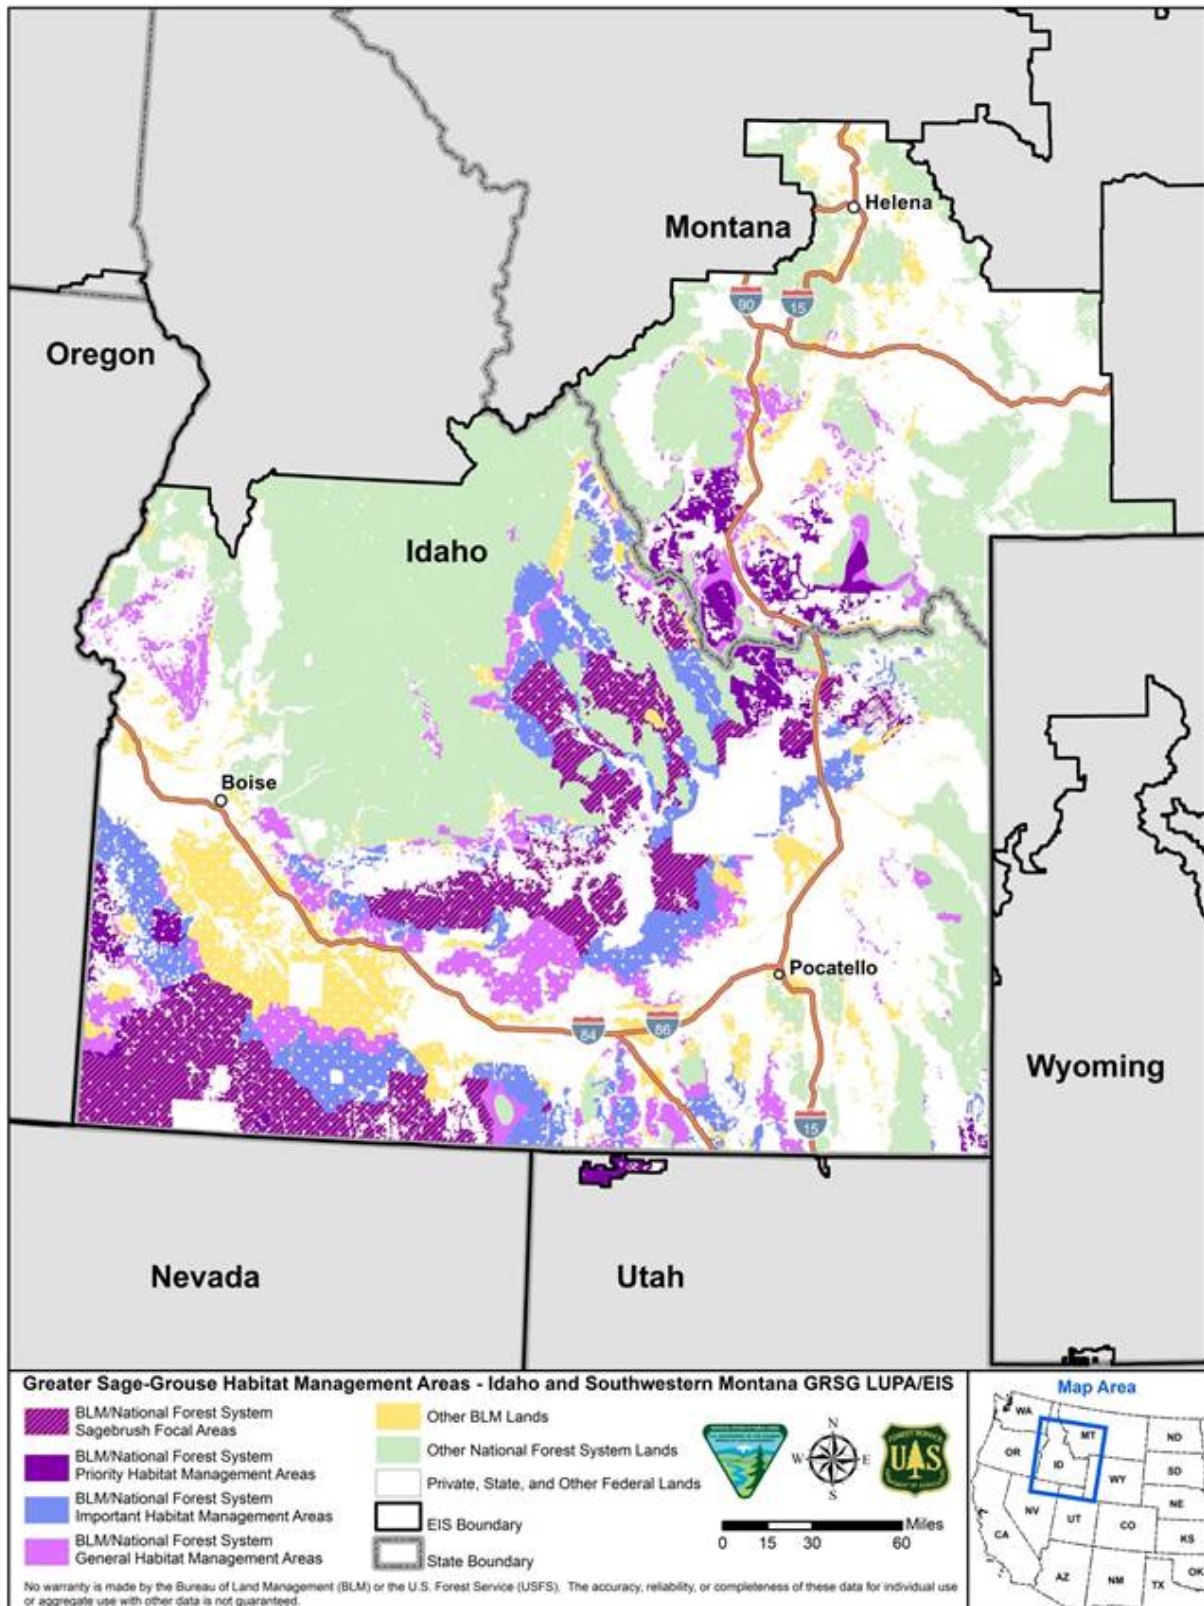 Montana
Helena
90
15
Oregon
Idaho
Boise
Pocatello
84
86
15
Wyoming
Nevada
Utah
Greater Sage-Grouse Habitat Management Areas - Idaho and Southwestern Montana GRSG LUPA/EIS
BLM/National Forest System
Sagebrush Focal Areas
BLM/National Forest System
Priority Habitat Management Areas
BLM/National Forest System
Important Habitat Management Areas
BLM/National Forest System
General Habitat Management Areas
Other BLM Lands
Other National Forest System Lands
Private, State, and Other Federal Lands
EIS Boundary
State Boundary
N
W E
S
FOREST SERVICE
U S
DEPARTMENT OF AGRICULTURE
Miles
0 15 30 60
No warranty is made by the Bureau of Land Management (BLM) or the U.S. Forest Service (USFS). The accuracy, reliability, or completeness of these data for individual use
or aggregate use with other data is not guaranteed.
Map Area
WA
MT
ND
OR
ID
SD
WY
NE
NV
UT
CO
CA
KS
AZ
NM
OK
TX